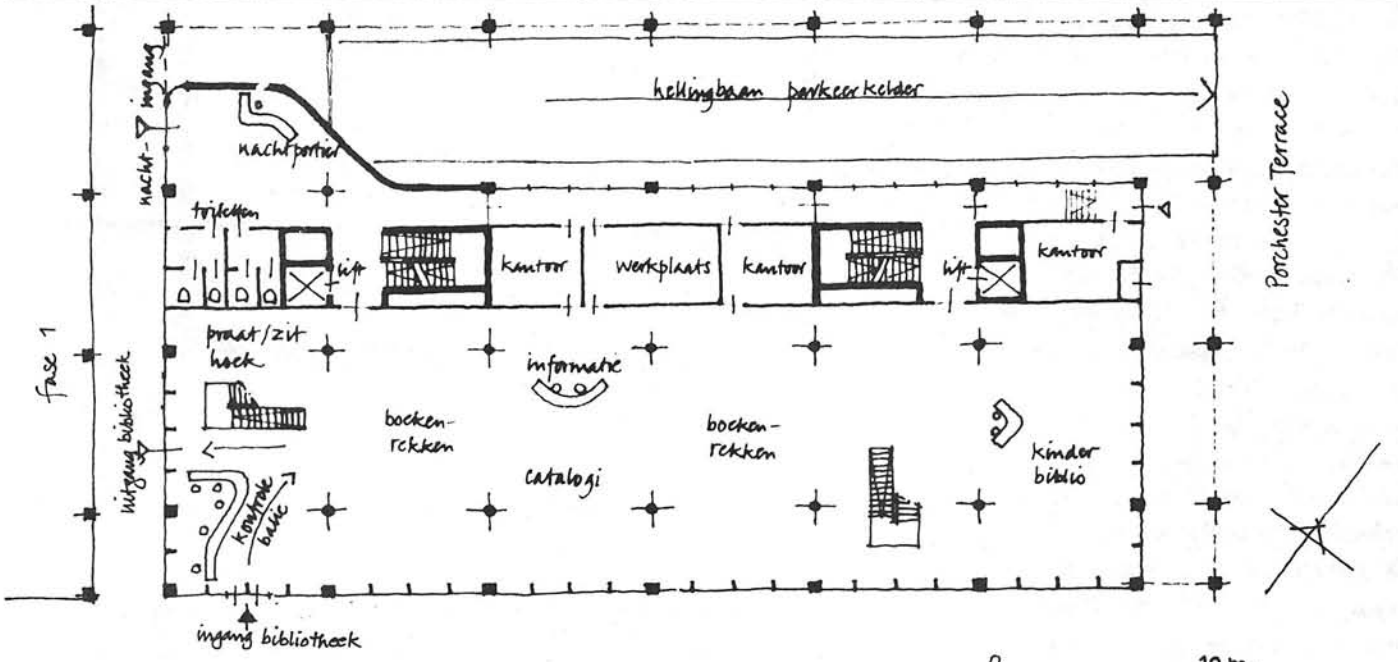 hellingbaan parkeerkelder
nacht-ingang
nachtportier
Porchester Terrace
toiletten
lift
kantoor
werkplaats
kantoor
lift
kantoor
Fase 1
praat/zit
hoek
informatie
uitgang bibliotheek
boeken-
rekken
boeken-
rekken
kinder
biblio
catalogi
kontrole
balie
ingang bibliotheek
0
10 m